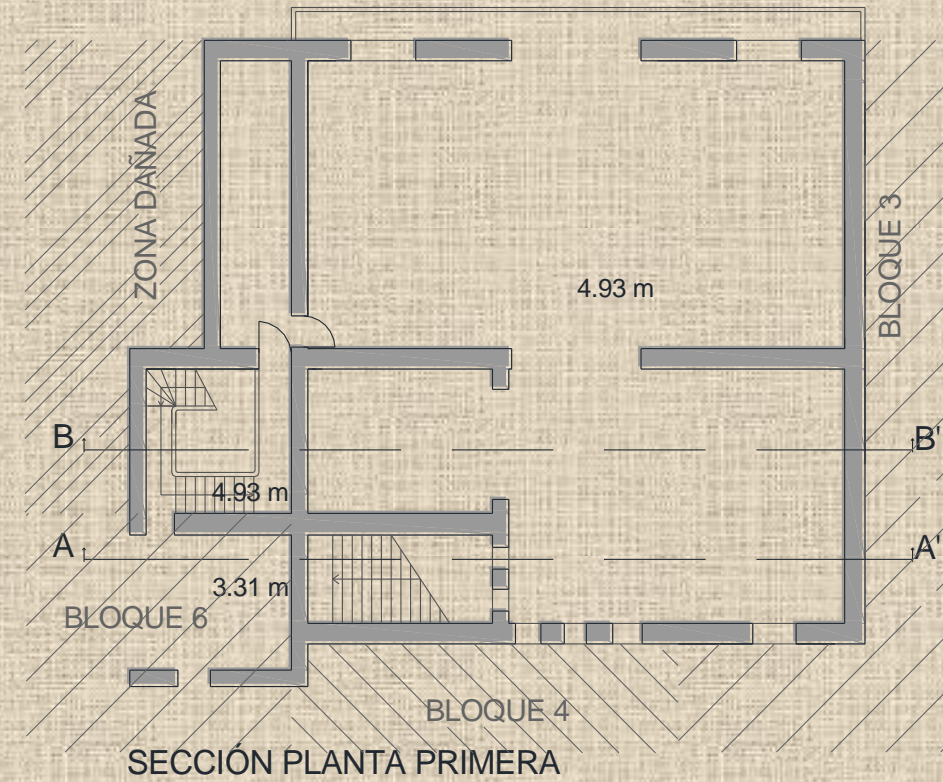 ZONA DAÑADA
BLOQUE 3
4.93 m
B
B'
4.93 m
A
A'
3.31 m
BLOQUE 6
BLOQUE 4
SECCIÓN PLANTA PRIMERA